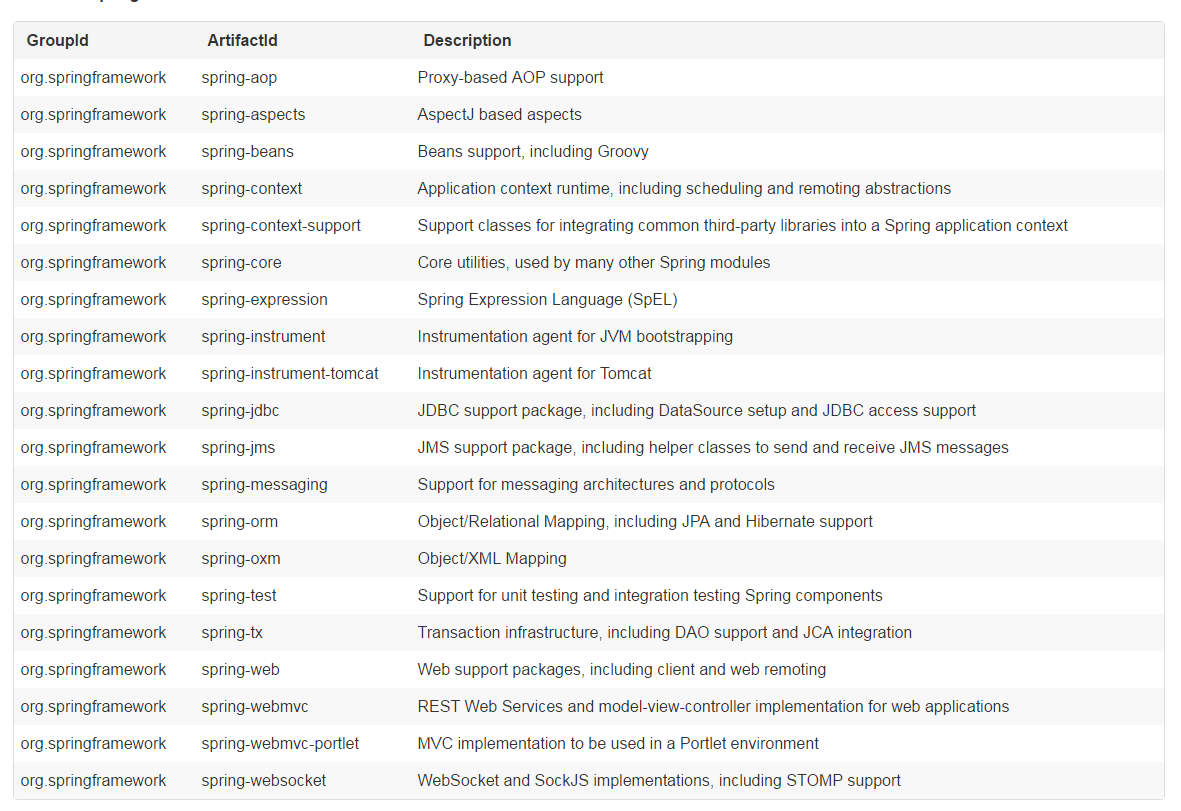 GroupId ArtifactId Description
org.springframework spring-aop Proxy-based AOP support
org.springframework spring-aspects AspectJ based aspects
org.springframework spring-beans Beans support, including Groovy
org.springframework spring-context Application context runtime, including scheduling and remoting abstractions
org.springframework spring-context-support Support classes for integrating common third-party libraries into a Spring application context
org.springframework spring-core Core utilities, used by many other Spring modules
org.springframework spring-expression Spring Expression Language (SpEL)
org.springframework spring-instrument Instrumentation agent for JVM bootstrapping
org.springframework spring-instrument-tomcat Instrumentation agent for Tomcat
org.springframework spring-jdbc JDBC support package, including DataSource setup and JDBC access support
org.springframework spring-jms JMS support package, including helper classes to send and receive JMS messages
org.springframework spring-messaging Support for messaging architectures and protocols
org.springframework spring-orm Object/Relational Mapping, including JPA and Hibernate support
org.springframework spring-oxm Object/XML Mapping
org.springframework spring-test Support for unit testing and integration testing Spring components
org.springframework spring-tx Transaction infrastructure, including DAO support and JCA integration
org.springframework spring-web Web support packages, including client and web remoting
org.springframework spring-webmvc REST Web Services and model-view-controller implementation for web applications
org.springframework spring-webmvc-portlet MVC implementation to be used in a Portlet environment
org.springframework spring-websocket WebSocket and SockJS implementations, including STOMP support